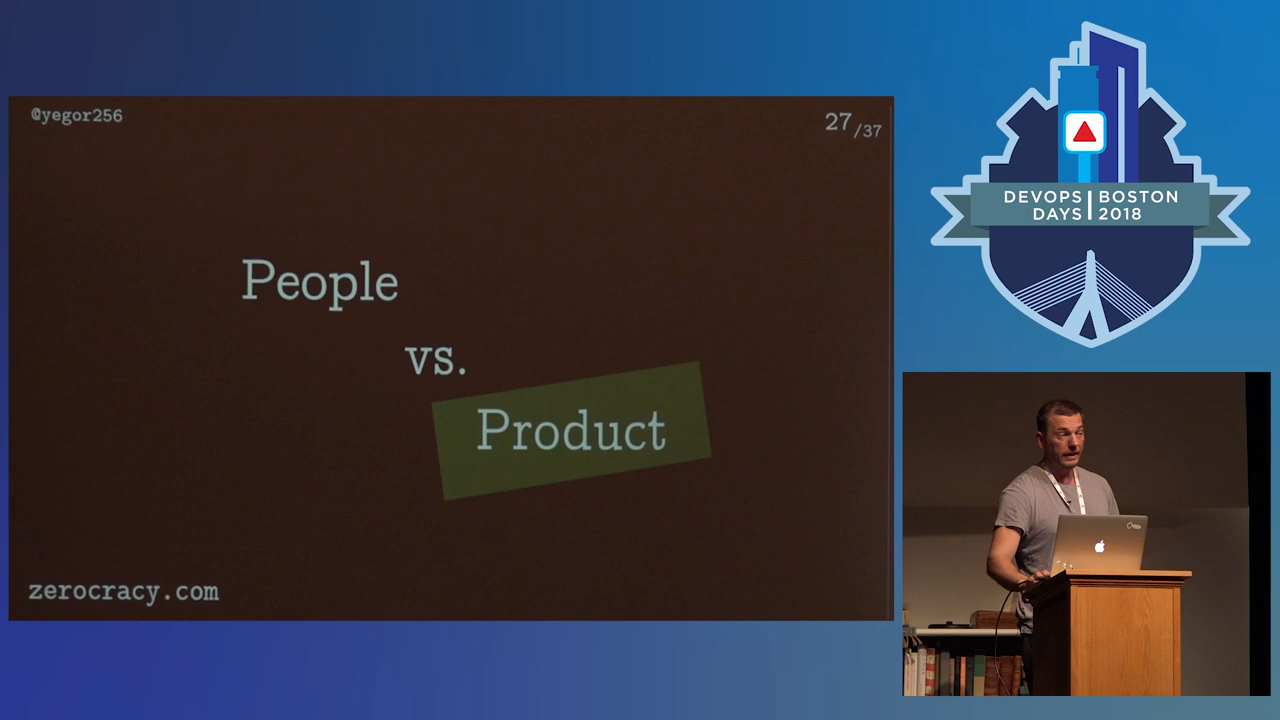 @yegor256
27/37
People
vs.
Product
zerocracy.com
DEVOPS | BOSTON
DAYS | 2018